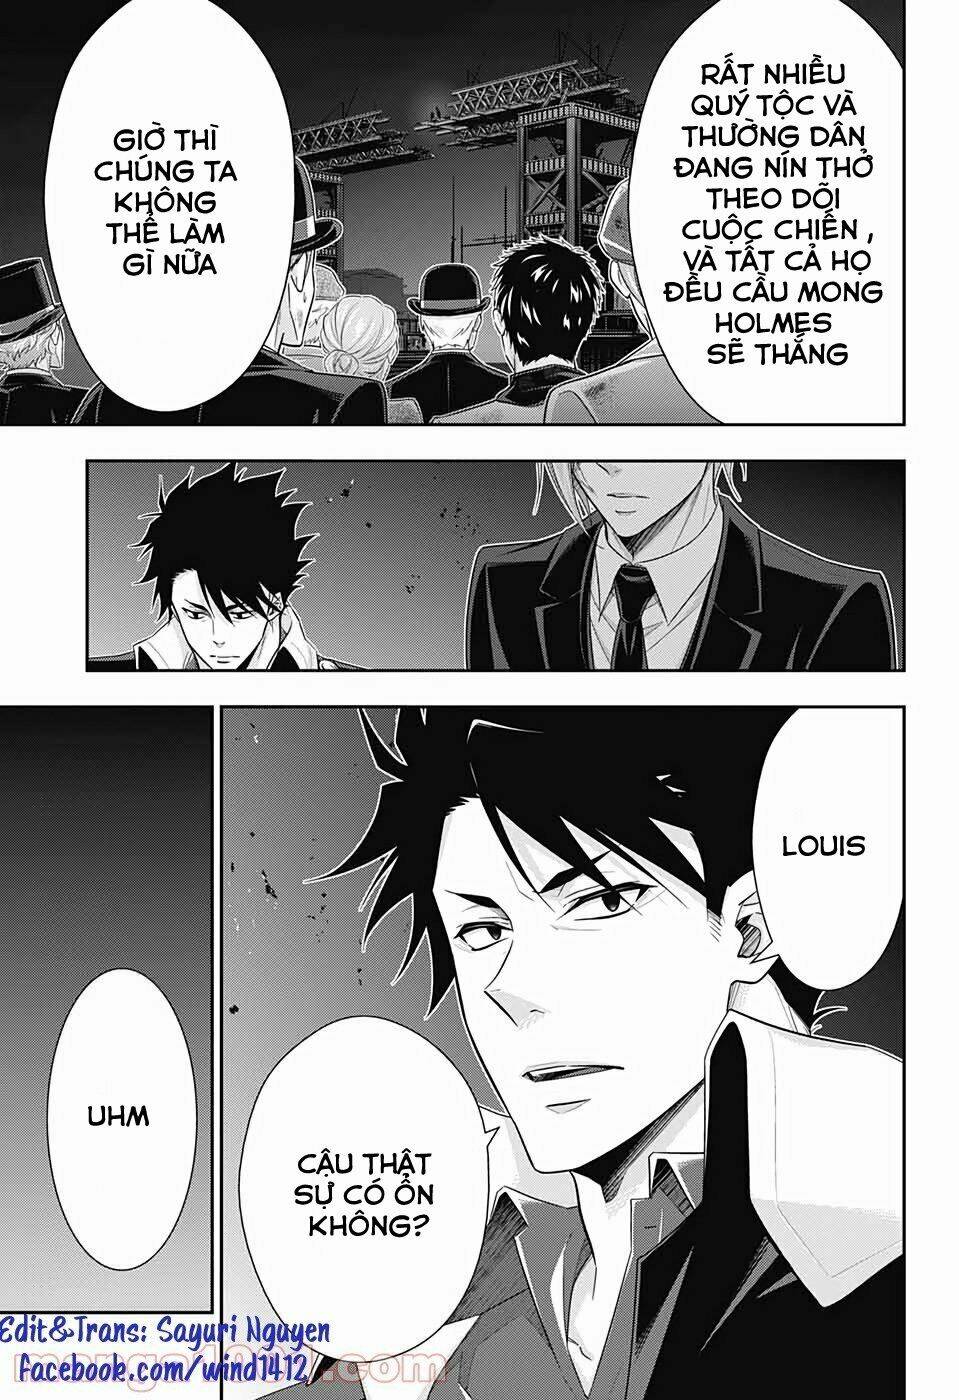 RẤT NHIỀU
QUÝ TỘC VÀ
THƯỜNG DÂN
ĐANG NÍN THỞ
THEO DÕI
CUỘC CHIẾN ,
VÀ TẤT CẢ HỌ
ĐỀU CẦU MONG
HOLMES
SẼ THẮNG
GIỜ THÌ
CHÚNG TA
KHÔNG
THỂ LÀM
GÌ NỮA
LOUIS
CẬU THẬT
SỰ CÓ ỔN
KHÔNG?
UHM
Edit&Trans: Sayuri Nguyen
facebook.com/wind1412